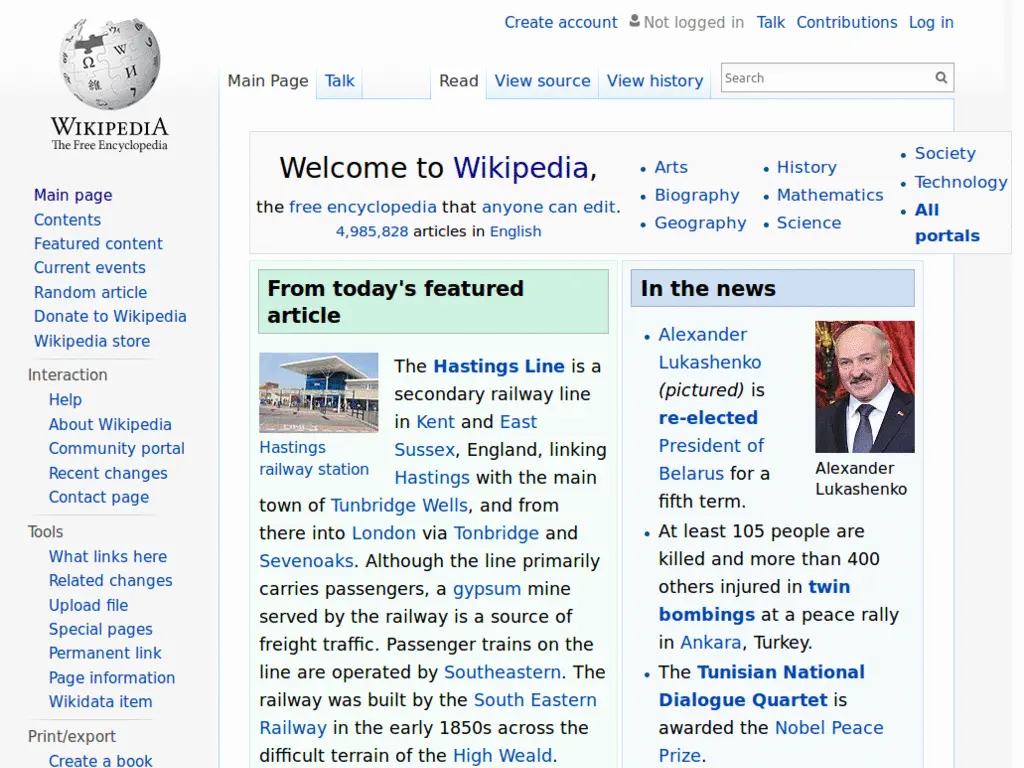 Create account Not logged in Talk Contributions Log in
Main Page Talk Read View source View history Search
WIKIPEDIA
The Free Encyclopedia
Main page
Contents
Featured content
Current events
Random article
Donate to Wikipedia
Wikipedia store
Interaction
Help
About Wikipedia
Community portal
Recent changes
Contact page
Tools
What links here
Related changes
Upload file
Special pages
Permanent link
Page information
Wikidata item
Print/export
Create a book
Welcome to Wikipedia,
the free encyclopedia that anyone can edit.
4,985,828 articles in English
Arts
Biography
Geography
History
Mathematics
Science
Society
Technology
All
portals
From today's featured
article
Hastings
railway station
The Hastings Line is a
secondary railway line
in Kent and East
Sussex, England, linking
Hastings with the main
town of Tunbridge Wells, and from
there into London via Tonbridge and
Sevenoaks. Although the line primarily
carries passengers, a gypsum mine
served by the railway is a source of
freight traffic. Passenger trains on the
line are operated by Southeastern. The
railway was built by the South Eastern
Railway in the early 1850s across the
difficult terrain of the High Weald.
In the news
Alexander
Lukashenko
(pictured) is
re-elected
President of
Belarus for a
fifth term.
Alexander
Lukashenko
At least 105 people are
killed and more than 400
others injured in twin
bombings at a peace rally
in Ankara, Turkey.
The Tunisian National
Dialogue Quartet is
awarded the Nobel Peace
Prize.